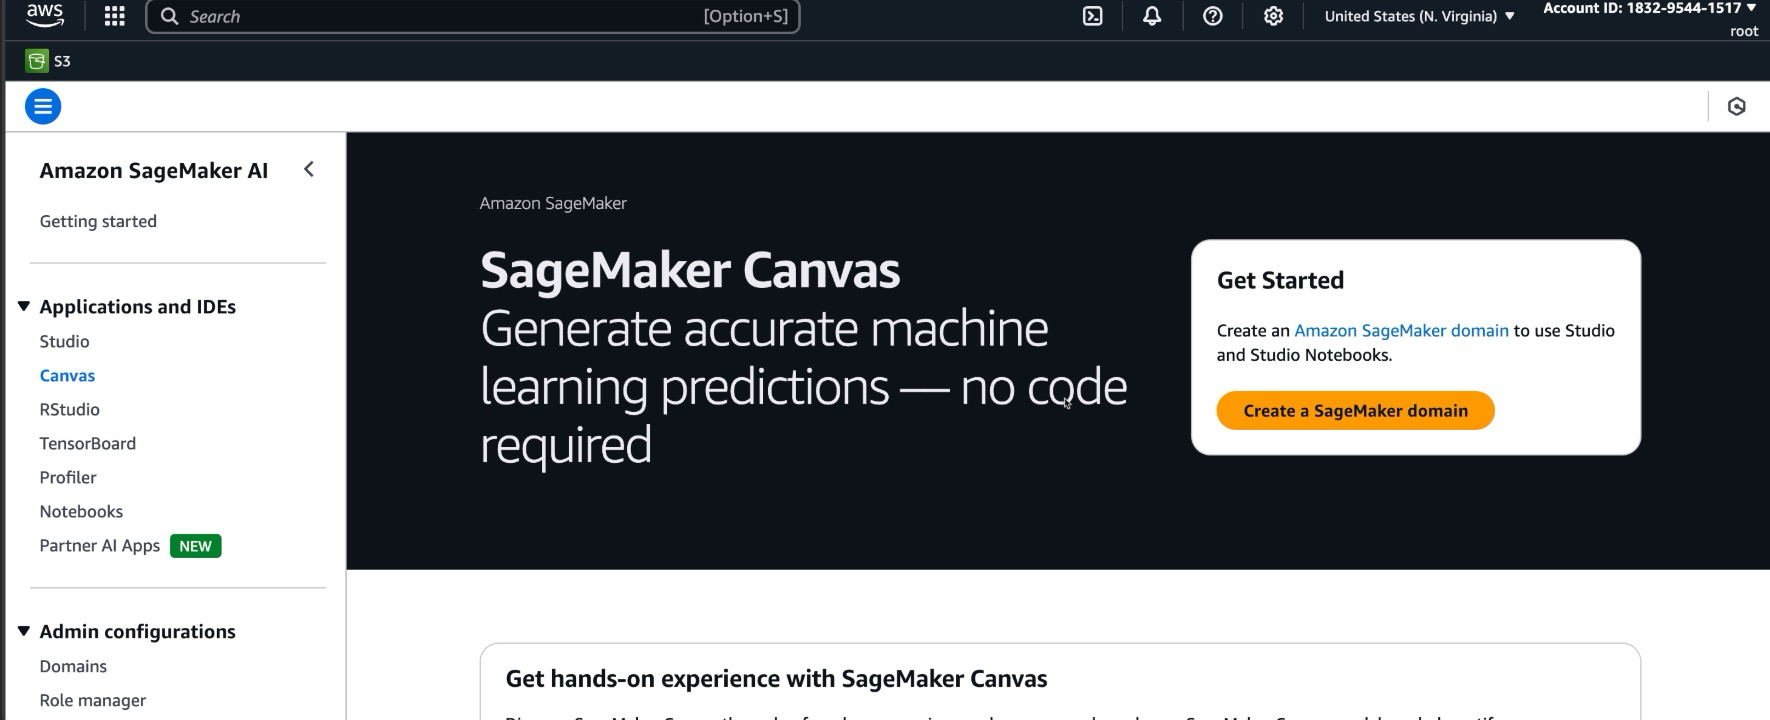 aws
Search [Option+S]
United States (N. Virginia) ▼
Account ID: 1832-9544-1517 ▼
root
S3
Amazon SageMaker AI
Getting started
Applications and IDEs
Studio
Canvas
RStudio
TensorBoard
Profiler
Notebooks
Partner AI Apps NEW
Admin configurations
Domains
Role manager
Amazon SageMaker
SageMaker Canvas
Generate accurate machine
learning predictions — no code
required
Get Started
Create an Amazon SageMaker domain to use Studio
and Studio Notebooks.
Create a SageMaker domain
Get hands-on experience with SageMaker Canvas